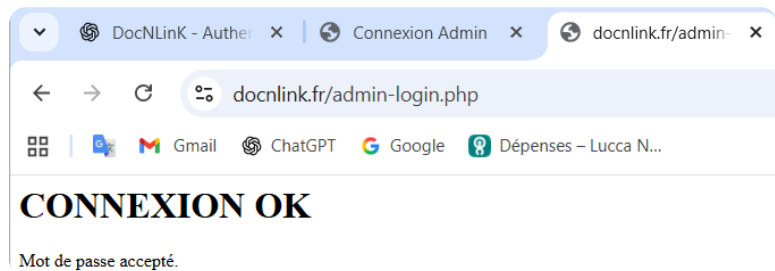 DocNLinK - Authen
Connexion Admin
docnlink.fr/admin-
docnlink.fr/admin-login.php
Gmail
ChatGPT
Google
Dépenses – Lucca N...
CONNEXION OK
Mot de passe accepté.